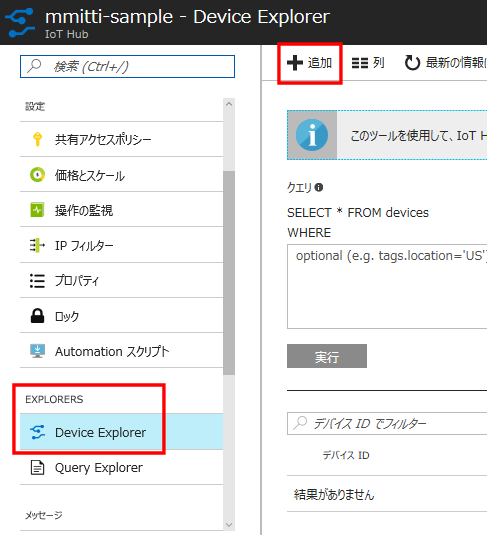 mmitti-sample - Device Explorer
IoT Hub
検索 (Ctrl+/)
設定
共有アクセスポリシー
価格とスケール
操作の監視
IP フィルター
プロパティ
ロック
Automation スクリプト
EXPLORERS
Device Explorer
Query Explorer
メッセージ
追加
列
最新の情報に
このツールを使用して、IoT H
クエリ
SELECT * FROM devices
WHERE
optional (e.g. tags.location='US')
実行
デバイス ID でフィルター
デバイス ID
結果がありません